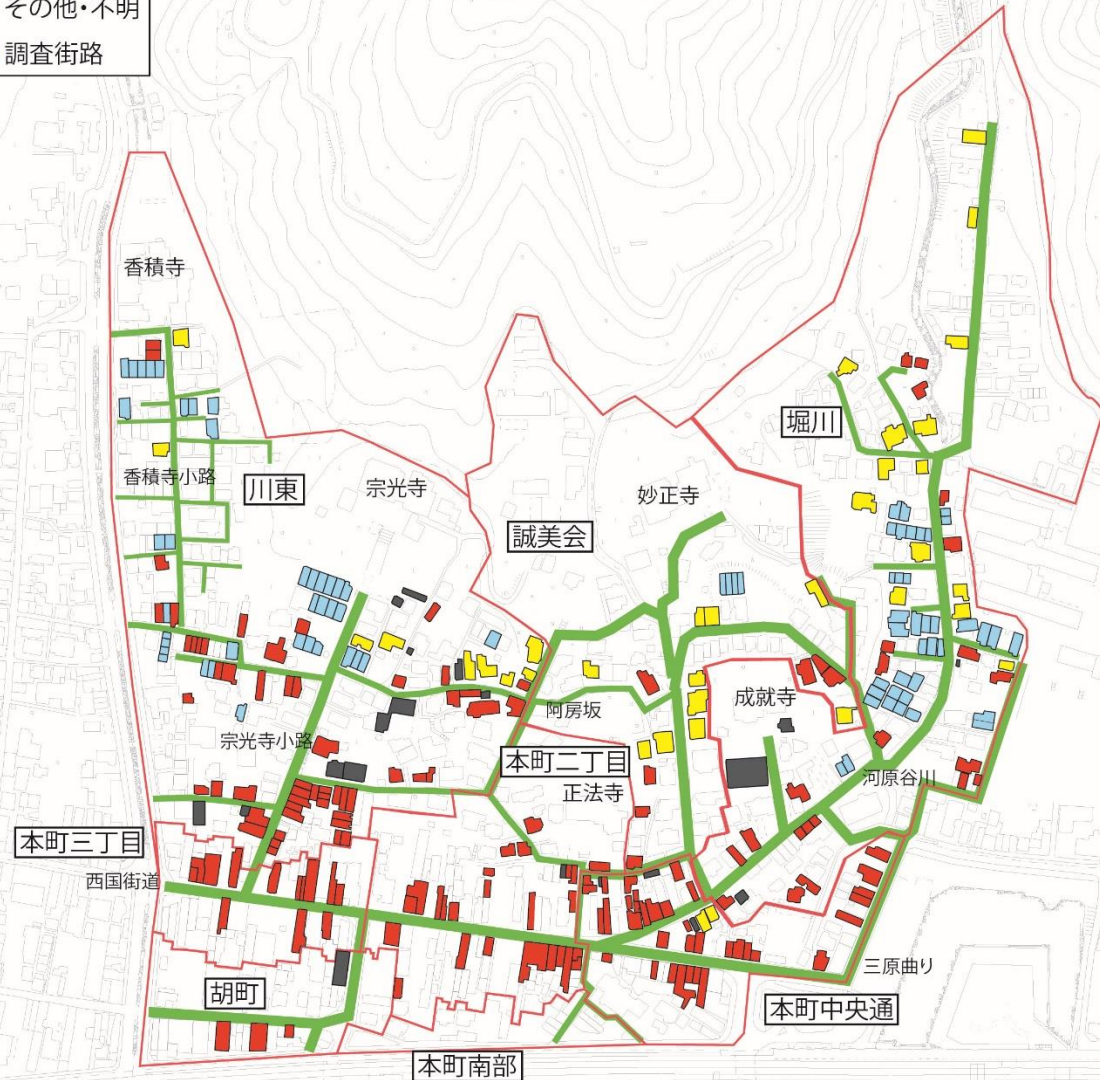 その他・不明
調査街路
香積寺
堀川
香積寺小路
川東
宗光寺
妙正寺
誠美会
成就寺
阿房坂
宗光寺小路
本町二丁目
正法寺
河原谷川
本町三丁目
西国街道
三原曲り
胡町
本町中央通
本町南部